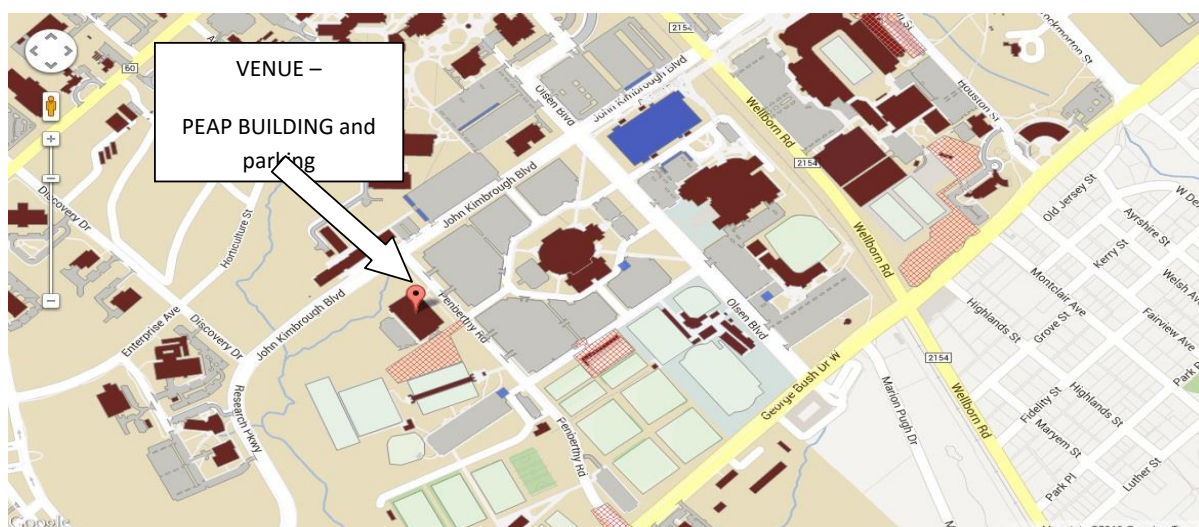 VENUE –
PEAP BUILDING and
parking
60
2154
John Kimbrough Blvd
Olsen Blvd
Wellborn Rd
Houston St
2154
Discovery Dr
Horticulture St
John Kimbrough Blvd
Old Jersey St
Ayrshire St
Kerry St
Welsh Ave
Montclair Ave
Fairview Ave
Wellborn Rd
Highlands St
Grove St
Enterprise Ave
Discovery Dr
John Kimbrough Blvd
Penberthy Rd
Olsen Blvd
George Bush Dr W
2154
Research Pkwy
Marion Pugh Dr
Wellborn Rd
Fidelity St
Highlands St
Maryem St
Luther St
Park Pl
Penberthy Rd
Google